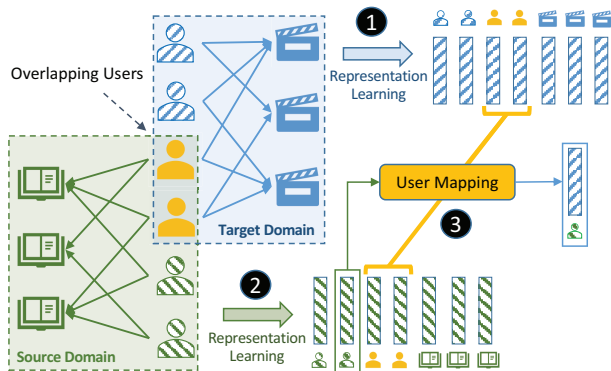 1
Representation
Learning
Overlapping Users
User Mapping
3
Target Domain
2
Representation
Learning
Source Domain